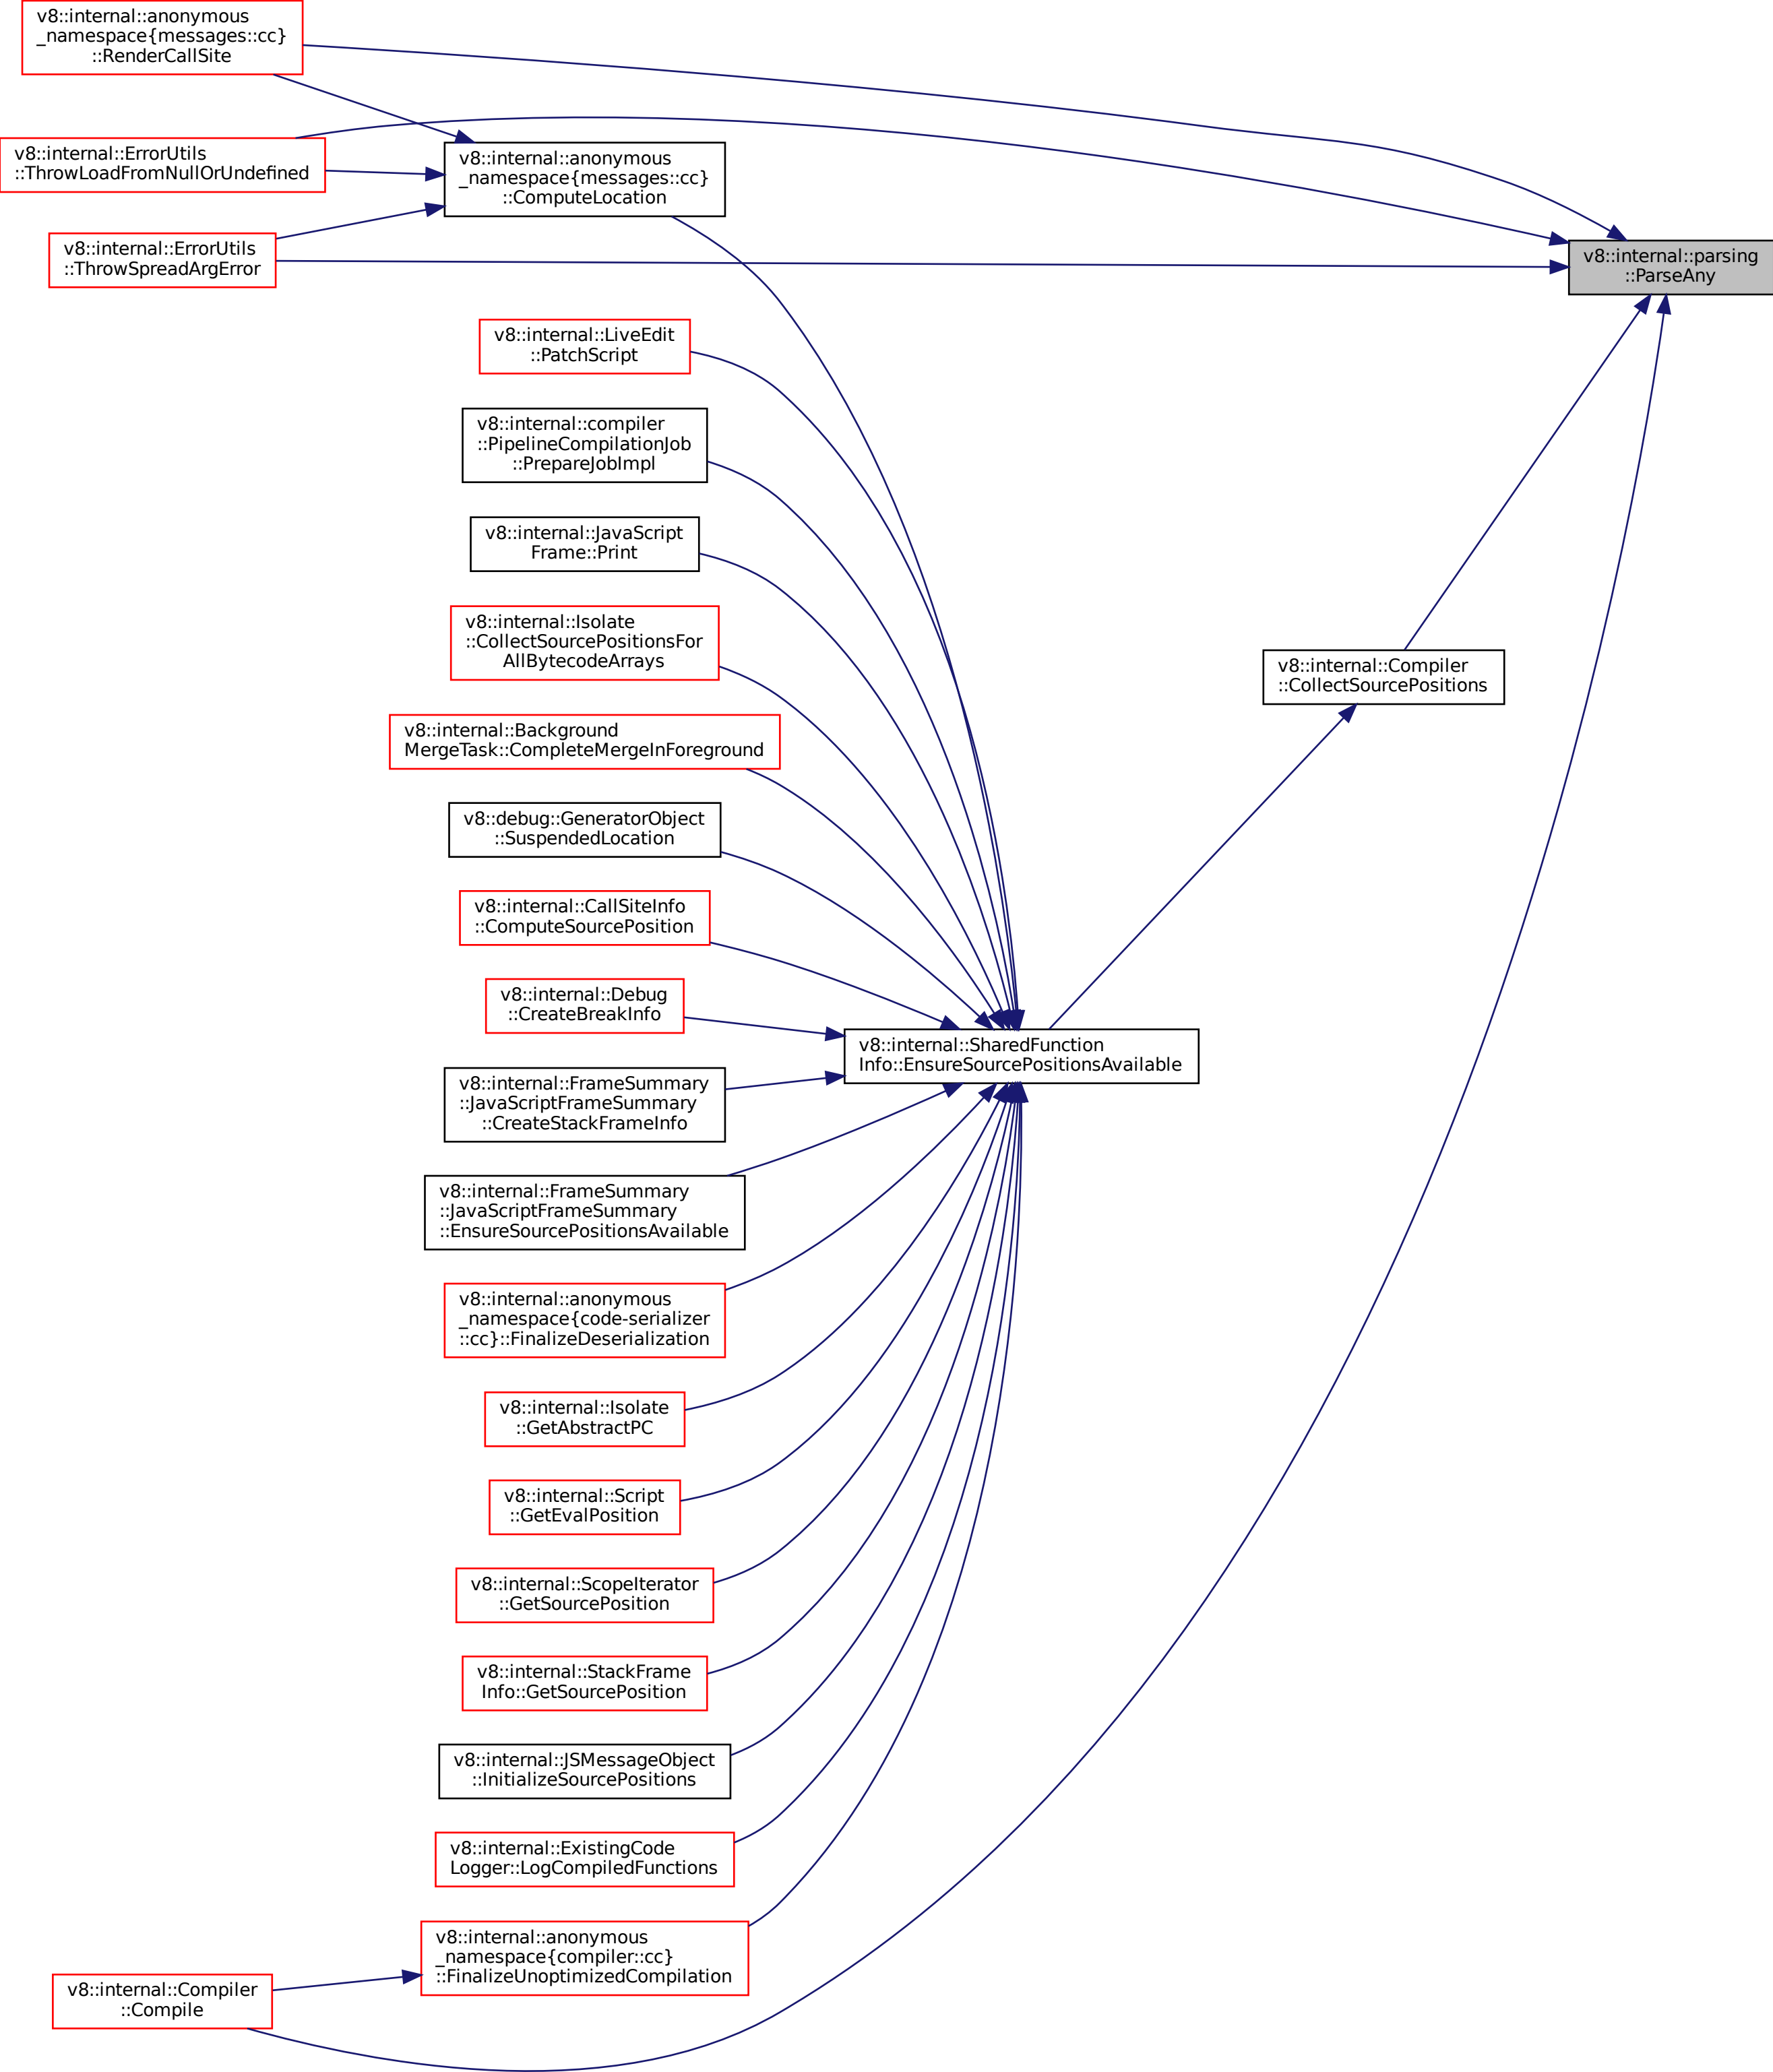 v8::internal::anonymous
_namespace{messages::cc}
::RenderCallSite
v8::internal::ErrorUtils
::ThrowLoadFromNullOrUndefined
v8::internal::anonymous
_namespace{messages::cc}
::ComputeLocation
v8::internal::ErrorUtils
::ThrowSpreadArgError
v8::internal::parsing
::ParseAny
v8::internal::LiveEdit
::PatchScript
v8::internal::compiler
::PipelineCompilationJob
::PrepareJobImpl
v8::internal::JavaScript
Frame::Print
v8::internal::Isolate
::CollectSourcePositionsFor
AllBytecodeArrays
v8::internal::Compiler
::CollectSourcePositions
v8::internal::Background
MergeTask::CompleteMergeInForeground
v8::debug::GeneratorObject
::SuspendedLocation
v8::internal::CallSiteInfo
::ComputeSourcePosition
v8::internal::Debug
::CreateBreakInfo
v8::internal::SharedFunction
Info::EnsureSourcePositionsAvailable
v8::internal::FrameSummary
::JavaScriptFrameSummary
::CreateStackFrameInfo
v8::internal::FrameSummary
::JavaScriptFrameSummary
::EnsureSourcePositionsAvailable
v8::internal::anonymous
_namespace{code-serializer
::cc}::FinalizeDeserialization
v8::internal::Isolate
::GetAbstractPC
v8::internal::Script
::GetEvalPosition
v8::internal::ScopeIterator
::GetSourcePosition
v8::internal::StackFrame
Info::GetSourcePosition
v8::internal::JSMessageObject
::InitializeSourcePositions
v8::internal::ExistingCode
Logger::LogCompiledFunctions
v8::internal::anonymous
_namespace{compiler::cc}
::FinalizeUnoptimizedCompilation
v8::internal::Compiler
::Compile